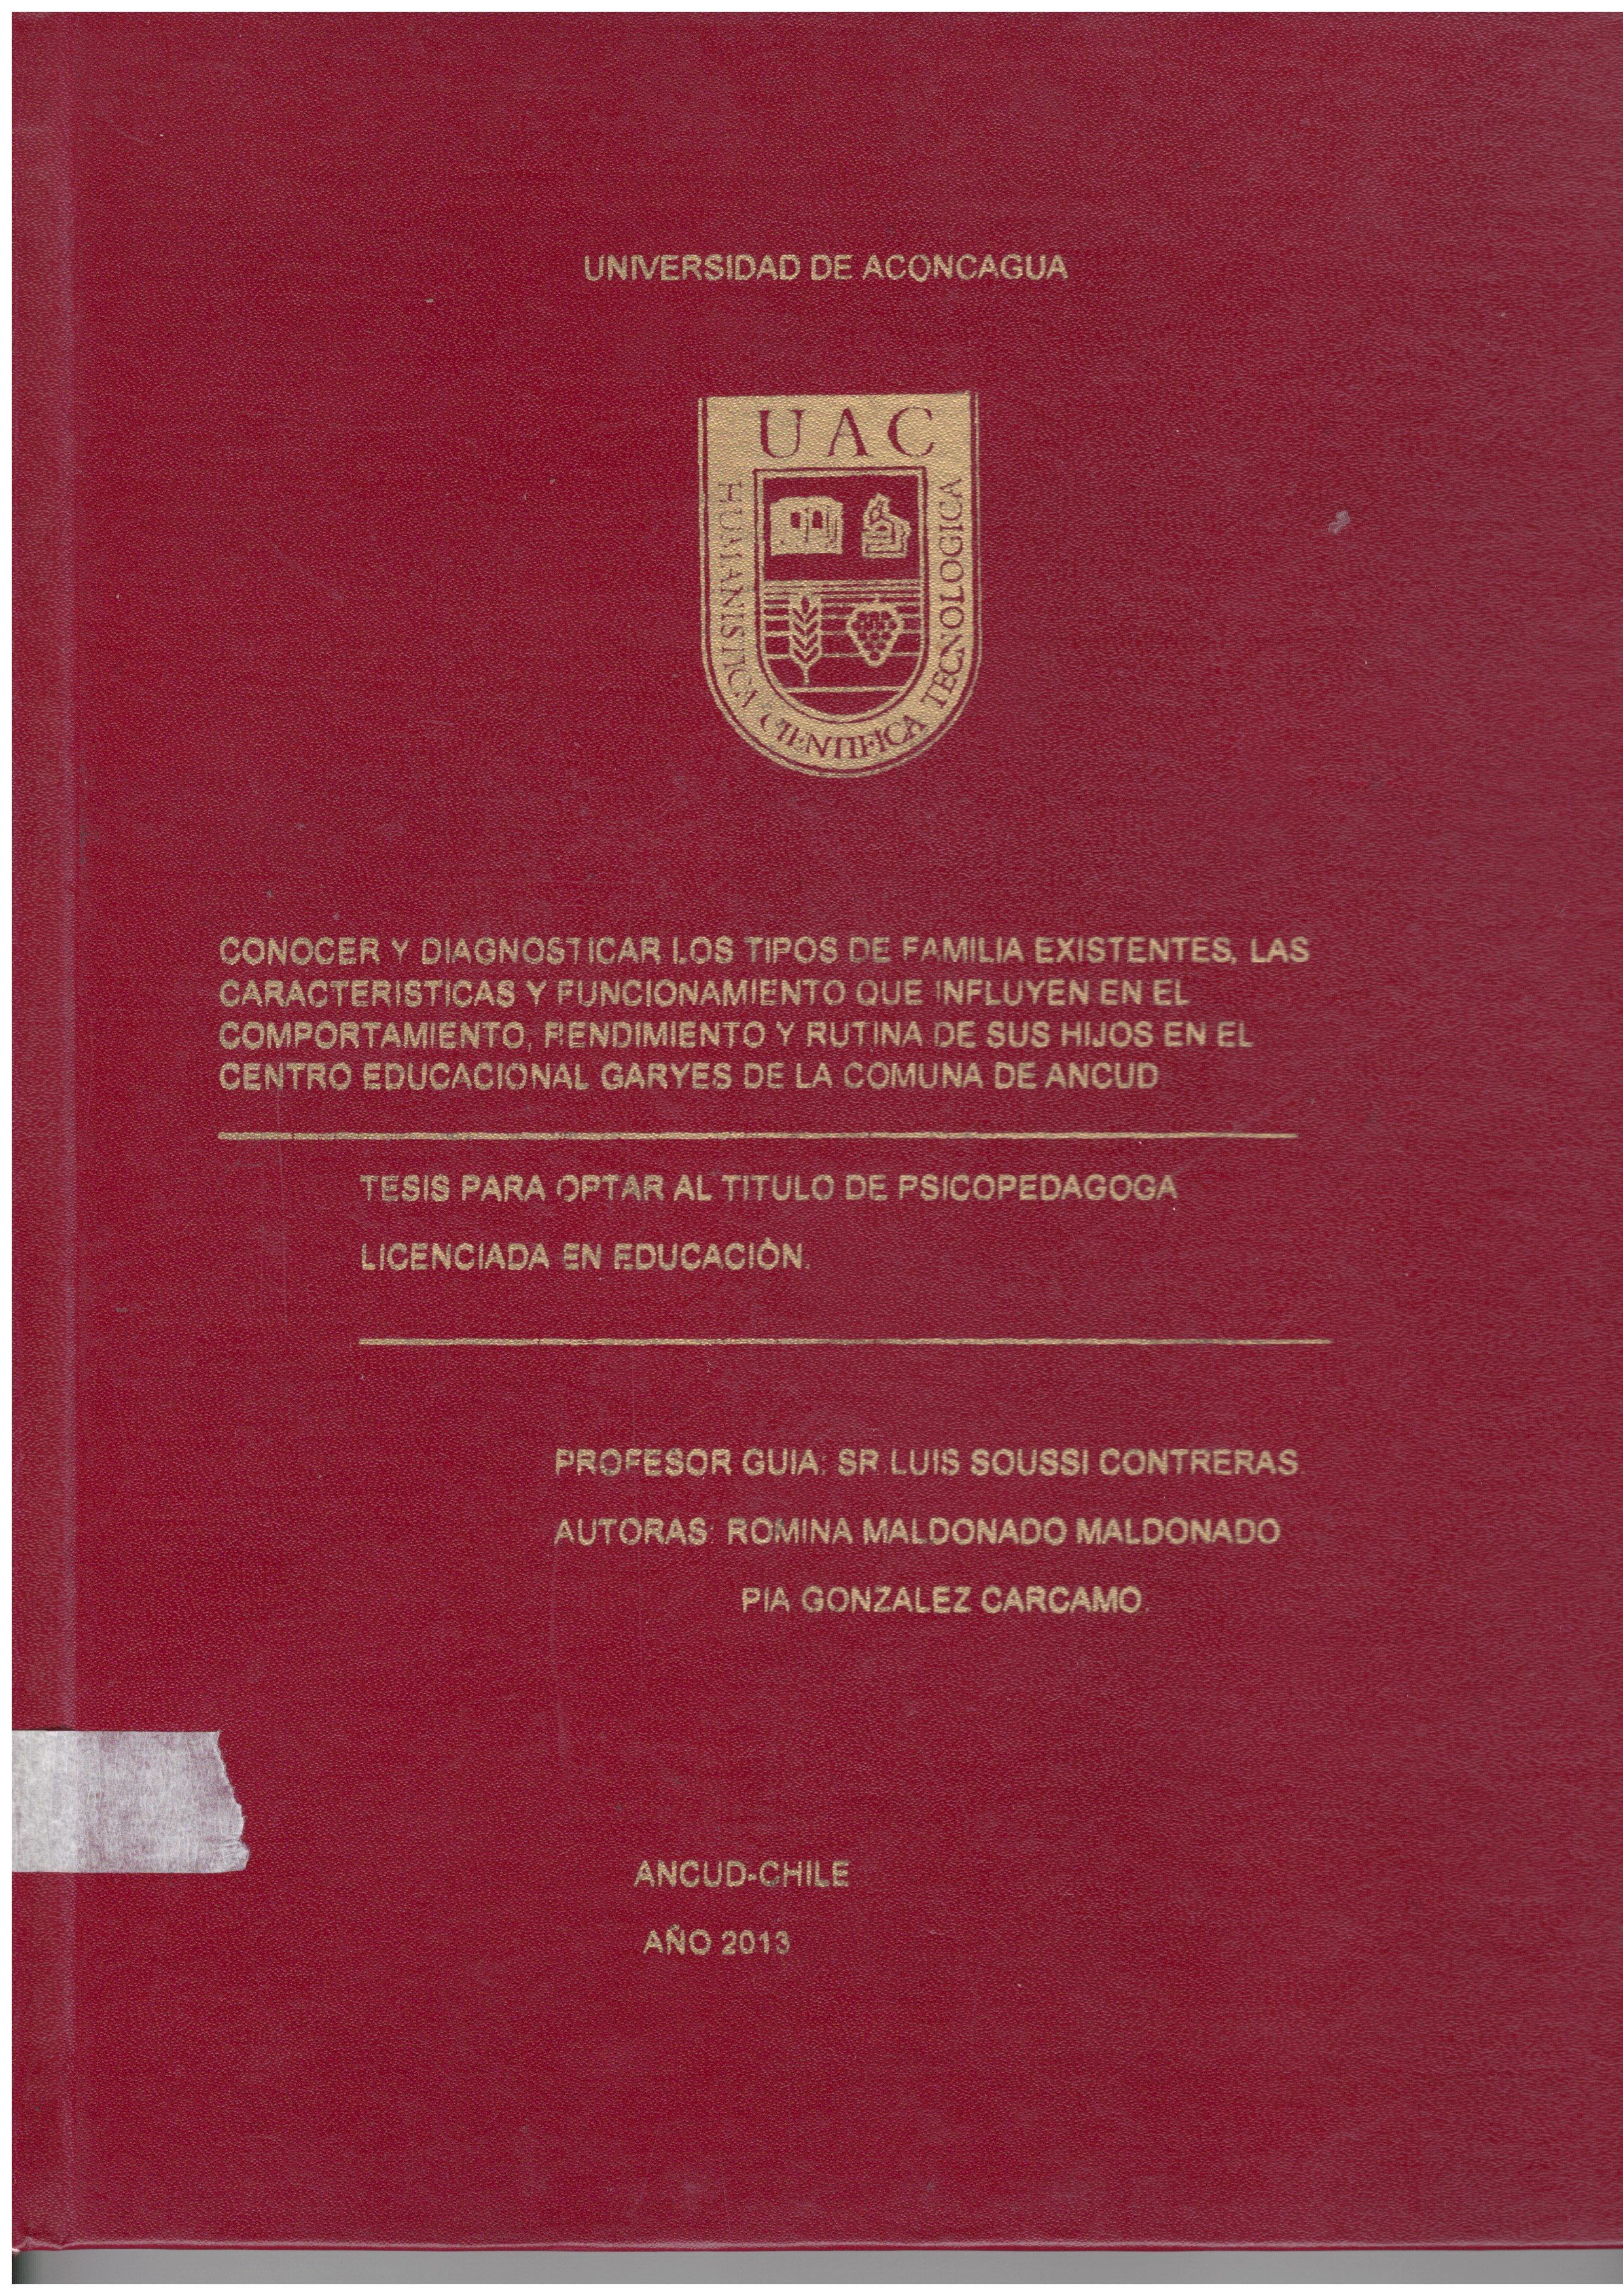 UNIVERSIDAD DE ACONCAGUA
UAC
HUMANISTICA CIENTIFICA TECNOLOGICA
CONOCER Y DIAGNOSTICAR LOS TIPOS DE FAMILIA EXISTENTES, LAS
CARACTERISTICAS Y FUNCIONAMIENTO QUE INFLUYEN EN EL
COMPORTAMIENTO, RENDIMIENTO Y RUTINA DE SUS HIJOS EN EL
CENTRO EDUCACIONAL GARYES DE LA COMUNA DE ANCUD
TESIS PARA OPTAR AL TITULO DE PSICOPEDAGOGA
LICENCIADA EN EDUCACIÓN.
PROFESOR GUIA: SR.LUIS SOUSSI CONTRERAS.
AUTORAS: ROMINA MALDONADO MALDONADO
PIA GONZALEZ CARCAMO.
ANCUD-CHILE
AÑO 2013